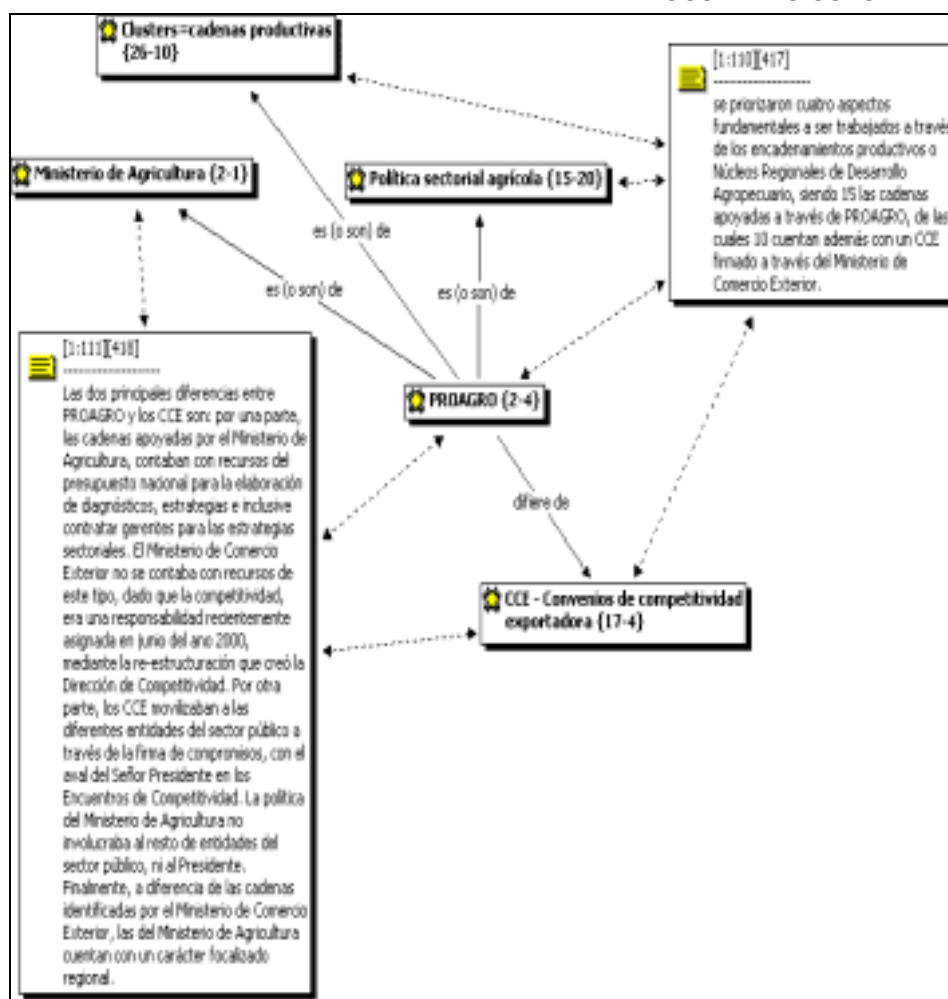 Clusters=cadenas productivas
{26-10}
[1:110][417]
--------------------
se priorizaron cuatro aspectos
fundamentales a ser trabajados a través
de los encadenamientos productivos o
Núcleos Regionales de Desarrollo
Agropecuario, siendo 15 las cadenas
apoyadas a través de PROAGRO, de las
cuales 10 cuentan además con un CCE
firmado a través del Ministerio de
Comercio Exterior.
Ministerio de Agricultura {2-1}
Política sectorial agrícola {15-20}
es (o son) de
es (o son) de
es (o son) de
PROAGRO {2-4}
difiere de
CCE - Convenios de competitividad
exportadora {17-4}
[1:111][418]
--------------------
Las dos principales diferencias entre
PROAGRO y los CCE son: por una parte,
las cadenas apoyadas por el Ministerio de
Agricultura, contaban con recursos del
presupuesto nacional para la elaboración
de diagnósticos, estrategias e inclusive
contratar gerentes para las estrategias
sectoriales. El Ministerio de Comercio
Exterior no se contaba con recursos de
este tipo, dado que la competitividad,
era una responsabilidad recientemente
asignada en junio del ano 2000,
mediante la re-estructuración que creó la
Dirección de Competitividad. Por otra
parte, los CCE movilizaban a las
diferentes entidades del sector público a
través de la firma de compromisos, con el
aval del Señor Presidente en los
Encuentros de Competitividad. La política
del Ministerio de Agricultura no
involucraba al resto de entidades del
sector público, ni al Presidente.
Finalmente, a diferencia de las cadenas
identificadas por el Ministerio de Comercio
Exterior, las del Ministerio de Agricultura
cuentan con un carácter focalizado
regional.